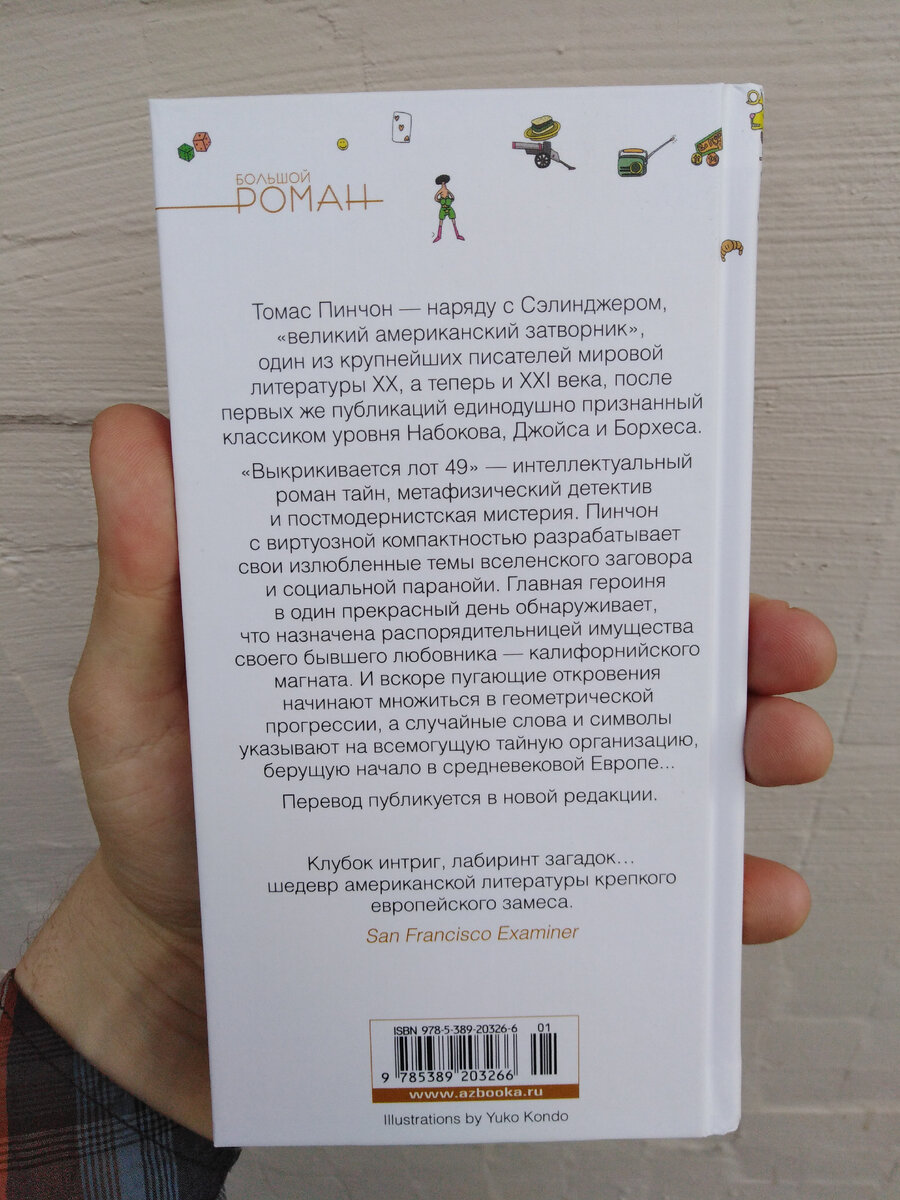 БОЛЬШОЙ
РОМАН
Томас Пинчон — наряду с Сэлинджером,
«великий американский затворник»,
один из крупнейших писателей мировой
литературы XX, а теперь и XXI века, после
первых же публикаций единодушно признанный
классиком уровня Набокова, Джойса и Борхеса.
«Выкрикивается лот 49» — интеллектуальный
роман тайн, метафизический детектив
и постмодернистская мистерия. Пинчон
с виртуозной компактностью разрабатывает
свои излюбленные темы вселенского заговора
и социальной паранойи. Главная героиня
в один прекрасный день обнаруживает,
что назначена распорядительницей имущества
своего бывшего любовника — калифорнийского
магната. И вскоре пугающие откровения
начинают множиться в геометрической
прогрессии, а случайные слова и символы
указывают на всемогущую тайную организацию,
берущую начало в средневековой Европе...
Перевод публикуется в новой редакции.
Клубок интриг, лабиринт загадок...
шедевр американской литературы крепкого
европейского замеса.
San Francisco Examiner
ISBN 978-5-389-20326-6 01
9 785389 203266
www.azbooka.ru
Illustrations by Yuko Kondo